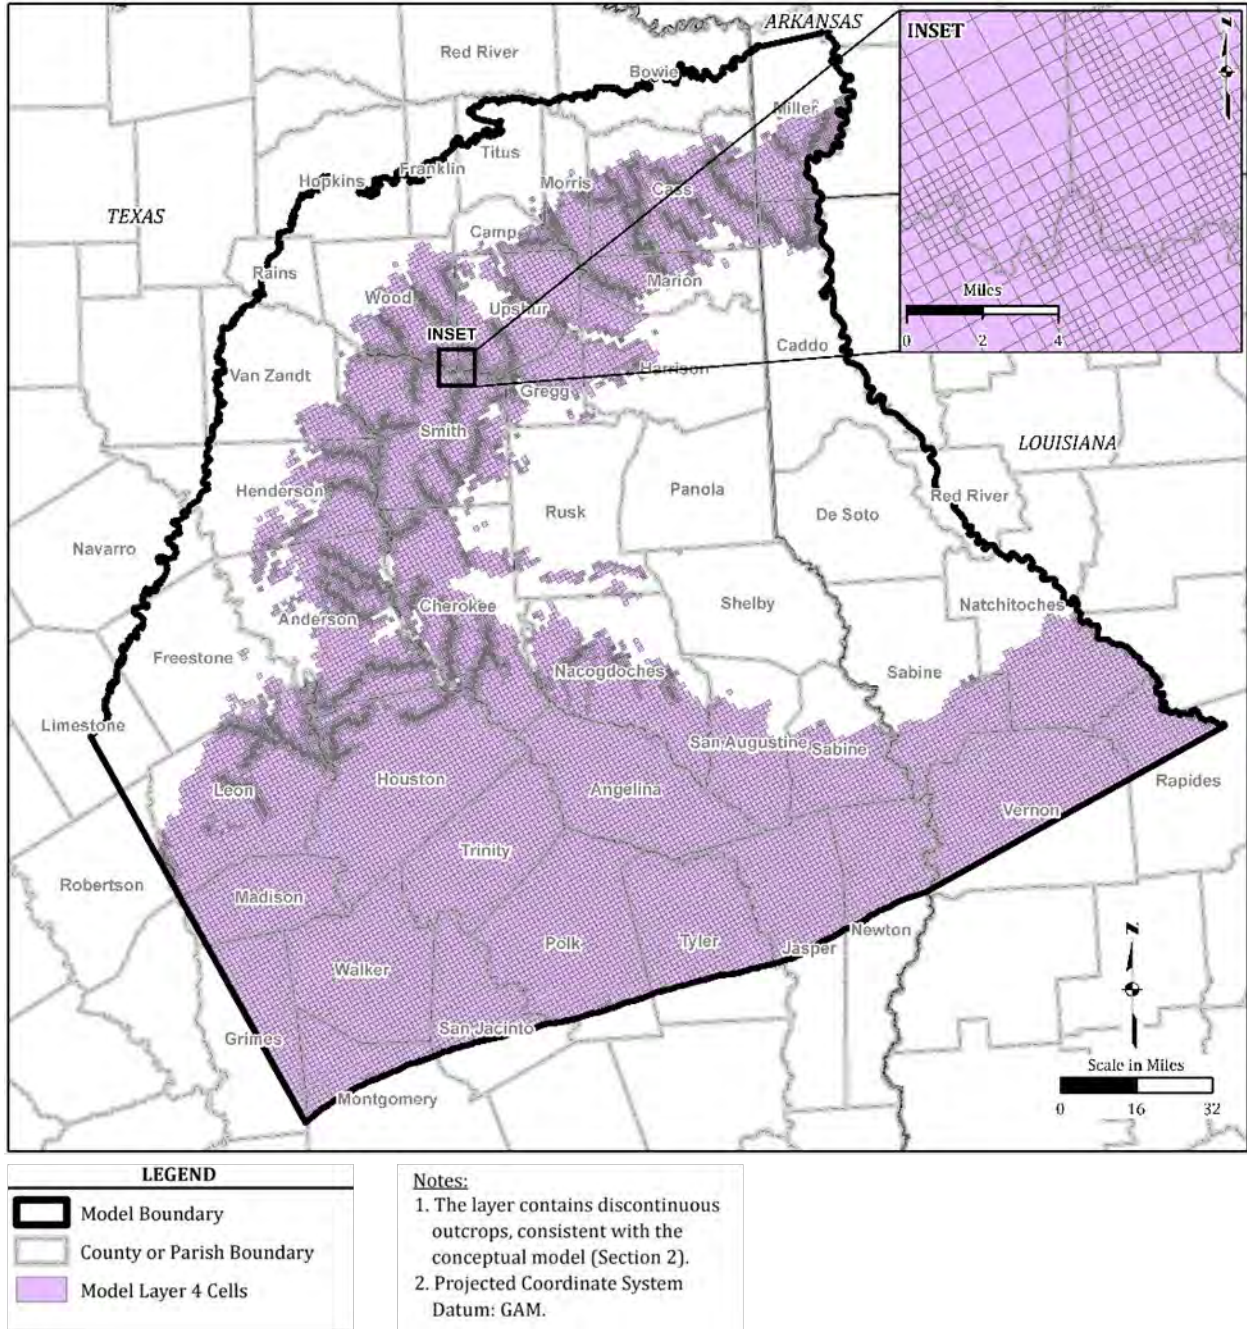 ARKANSAS
INSET
Z
Red River
Bowie
Miller
Titus
Franklin
Hopkins
Morris
Cass
TEXAS
Camp
Rains
Marion
Wood
Upshur
Miles
0 2 4
INSET
Caddo
Van Zandt
Harrison
Gregg
Smith
LOUISIANA
Henderson
Panola
Red River
Rusk
De Soto
Navarro
Shelby
Natchitoches
Cherokee
Anderson
Freestone
Nacogdoches
Sabine
Limestone
San Augustine
Sabine
Houston
Rapides
Leon
Angelina
Vernon
Trinity
Robertson
Madison
Z
Newton
Polk
Tyler
Jasper
Walker
San Jacinto
Grimes
Scale in Miles
Montgomery
0 16 32
LEGEND
Model Boundary
County or Parish Boundary
Model Layer 4 Cells
Notes:
1. The layer contains discontinuous
outcrops, consistent with the
conceptual model (Section 2).
2. Projected Coordinate System
Datum: GAM.